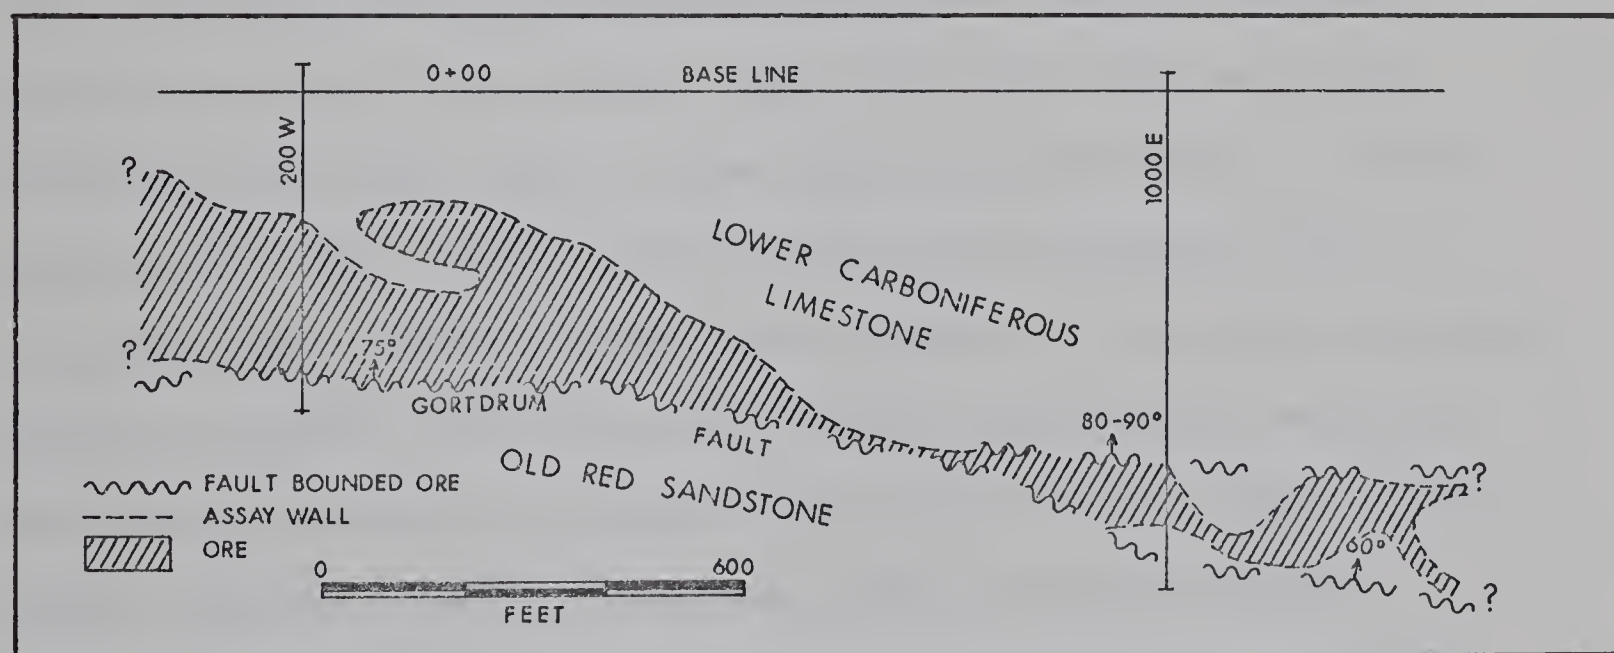 0+00 BASE LINE
200 W
1000 E
?
LOWER CARBONIFEROUS
LIMESTONE
?
75°
GORTDRUM
FAULT
80-90°
OLD RED SANDSTONE
?
60°
?
FAULT BOUNDED ORE
ASSAY WALL
ORE
0 600
FEET